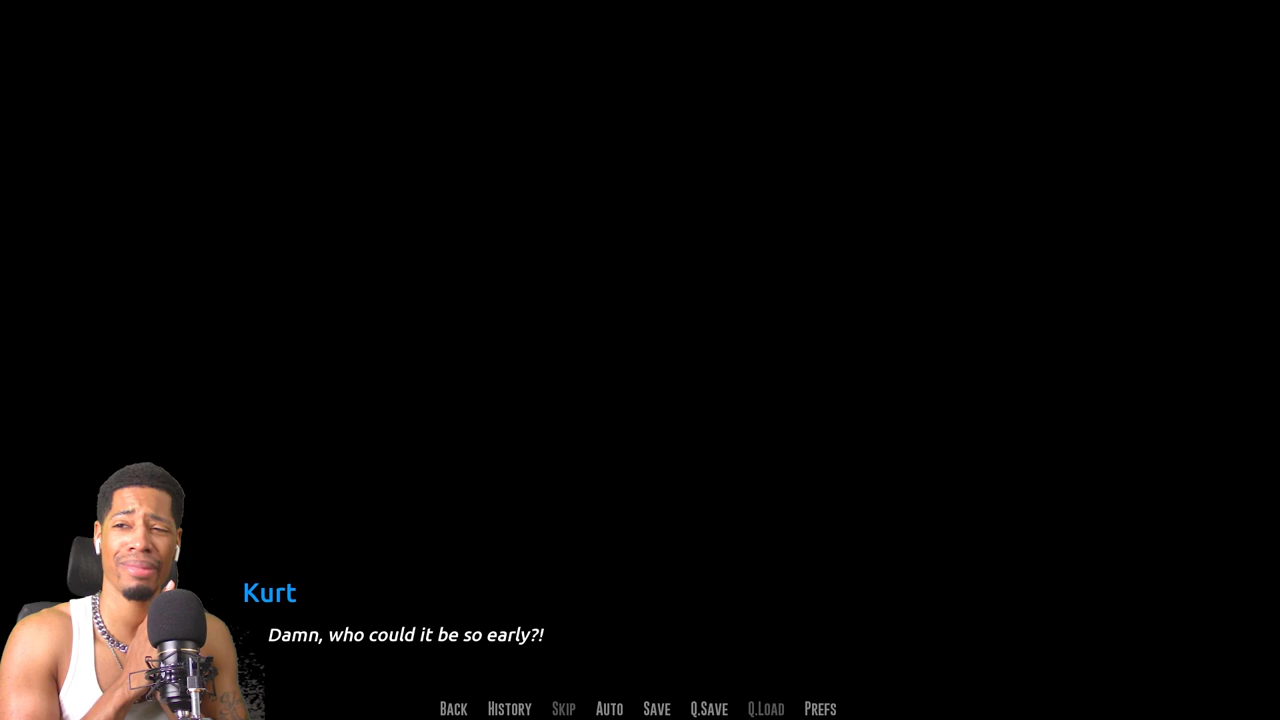 Kurt
Damn, who could it be so early?!
Back History Skip Auto Save Q.Save Q.Load Prefs